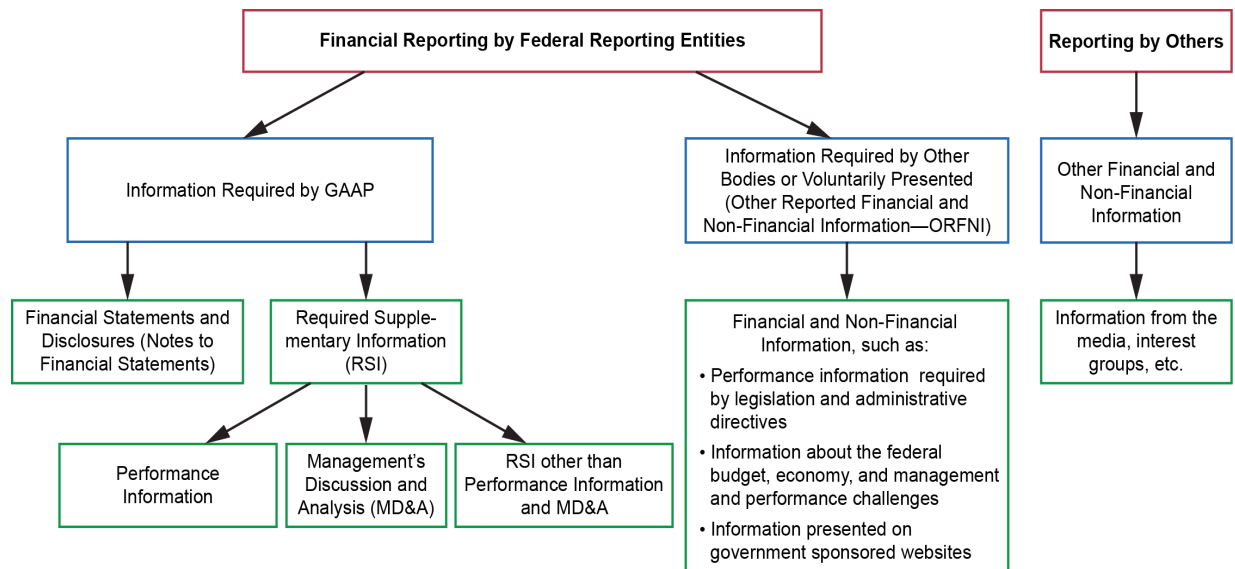 Financial Reporting by Federal Reporting Entities
Reporting by Others
Information Required by GAAP
Information Required by Other
Bodies or Voluntarily Presented
(Other Reported Financial and
Non-Financial Information—ORFNI)
Other Financial and
Non-Financial
Information
Financial Statements and
Disclosures (Notes to
Financial Statements)
Required Supple-
mentary Information
(RSI)
Financial and Non-Financial
Information, such as:
• Performance information required
by legislation and administrative
directives
• Information about the federal
budget, economy, and management
and performance challenges
• Information presented on
government sponsored websites
Information from the
media, interest
groups, etc.
Performance
Information
Management’s
Discussion and
Analysis (MD&A)
RSI other than
Performance Information
and MD&A